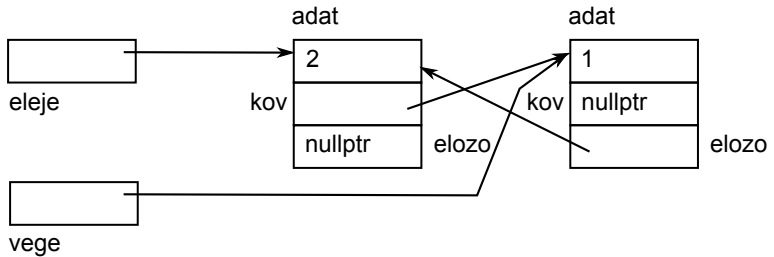 adat
adat
2
1
eleje
kov
kov
nullptr
nullptr
elozo
elozo
vege